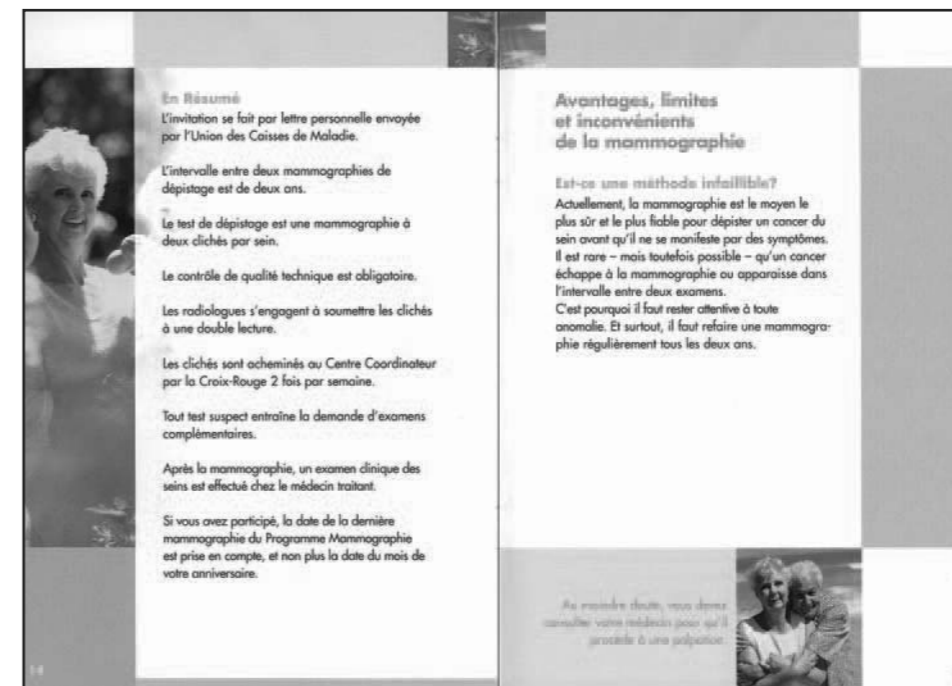 En Résumé
L'invitation se fait par lettre personnelle envoyée
par l'Union des Caisses de Maladie.
L'intervalle entre deux mammographies de
dépistage est de deux ans.
Le test de dépistage est une mammographie à
deux clichés par sein.
Le contrôle de qualité technique est obligatoire.
Les radiologues s'engagent à soumettre les clichés
à une double lecture.
Les clichés sont acheminés au Centre Coordinateur
par la Croix-Rouge 2 fois par semaine.
Tout test suspect entraîne la demande d'examens
complémentaires.
Après la mammographie, un examen clinique des
seins est effectué chez le médecin traitant.
Si vous avez participé, la date de la dernière
mammographie du Programme Mammographie
est prise en compte, et non plus la date du mois de
votre anniversaire.
14
Avantages, limites
et inconvénients
de la mammographie
Est-ce une méthode infaillible?
Actuellement, la mammographie est le moyen le
plus sûr et le plus fiable pour dépister un cancer du
sein avant qu'il ne se manifeste par des symptômes.
Il est rare – mais toutefois possible – qu'un cancer
échappe à la mammographie ou apparaisse dans
l'intervalle entre deux examens.
C'est pourquoi il faut rester attentive à toute
anomalie. Et surtout, il faut refaire une mammogra-
phie régulièrement tous les deux ans.
Au moindre doute, vous devez
consulter votre médecin pour qu'il
procède à une palpation.